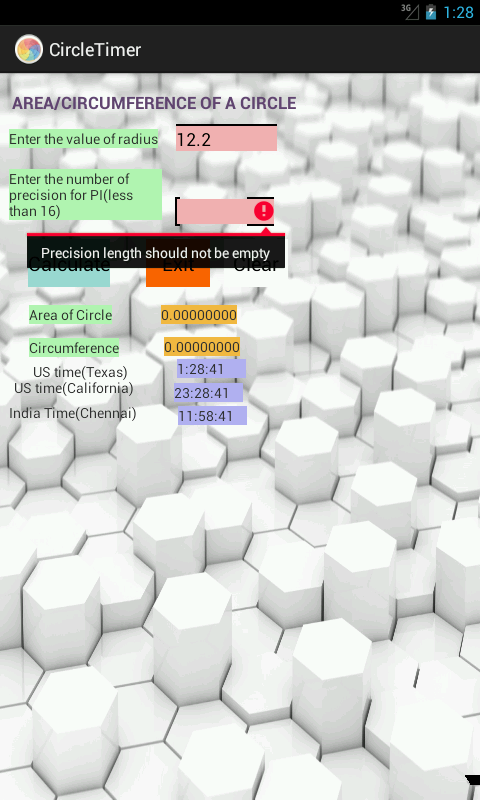 3G 1:28
CircleTimer
AREA/CIRCUMFERENCE OF A CIRCLE
Enter the value of radius 12.2
Enter the number of
precision for PI(less
than 16)
!
Precision length should not be empty
Calculate Exit Clear
Area of Circle 0.00000000
Circumference 0.00000000
US time(Texas) 1:28:41
US time(California) 23:28:41
India Time(Chennai) 11:58:41